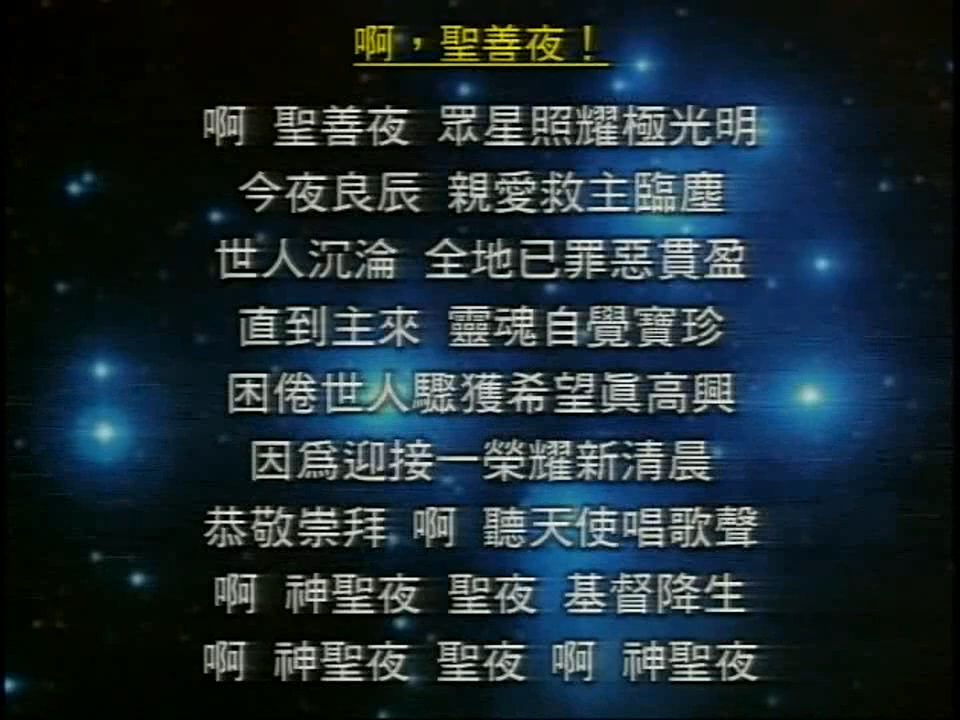 啊，聖善夜！
啊 聖善夜 眾星照耀極光明
今夜良辰 親愛救主臨塵
世人沉淪 全地已罪惡貫盈
直到主來 靈魂自覺寶珍
困倦世人驟獲希望眞高興
因爲迎接一榮耀新清晨
恭敬崇拜 啊 聽天使唱歌聲
啊 神聖夜 聖夜 基督降生
啊 神聖夜 聖夜 啊 神聖夜